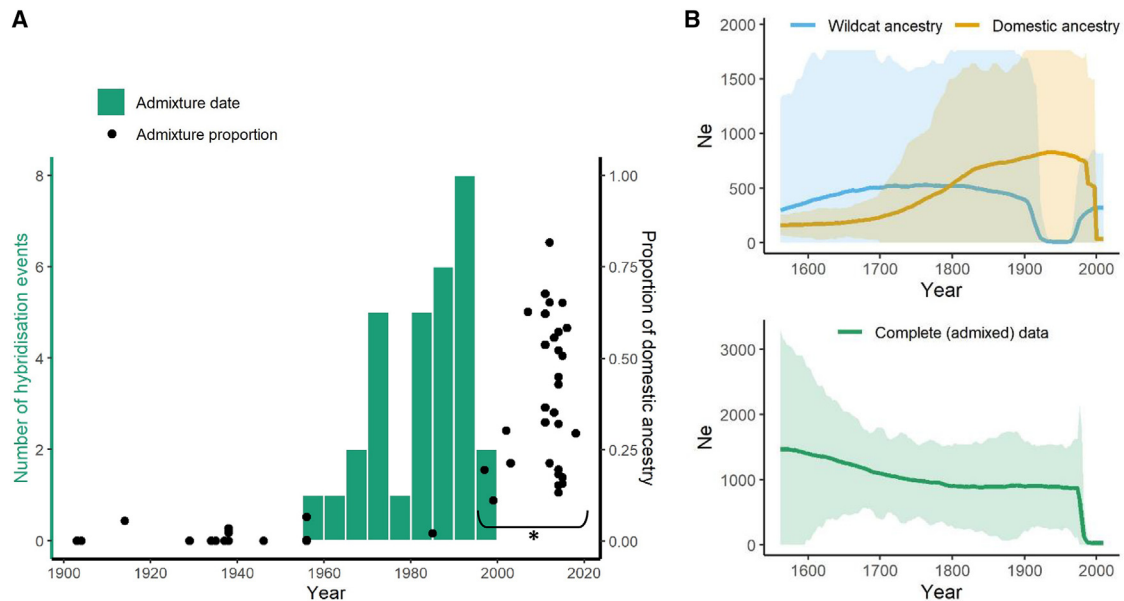 A
Admixture date
Admixture proportion
Number of hybridisation events
8
6
4
2
0
1.00
0.75
0.50
0.25
0.00
Proportion of domestic ancestry
*
1900 1920 1940 1960 1980 2000 2020
Year
B
Wildcat ancestry Domestic ancestry
Ne
2000
1500
1000
500
0
1600 1700 1800 1900 2000
Year
Complete (admixed) data
Ne
3000
2000
1000
0
1600 1700 1800 1900 2000
Year